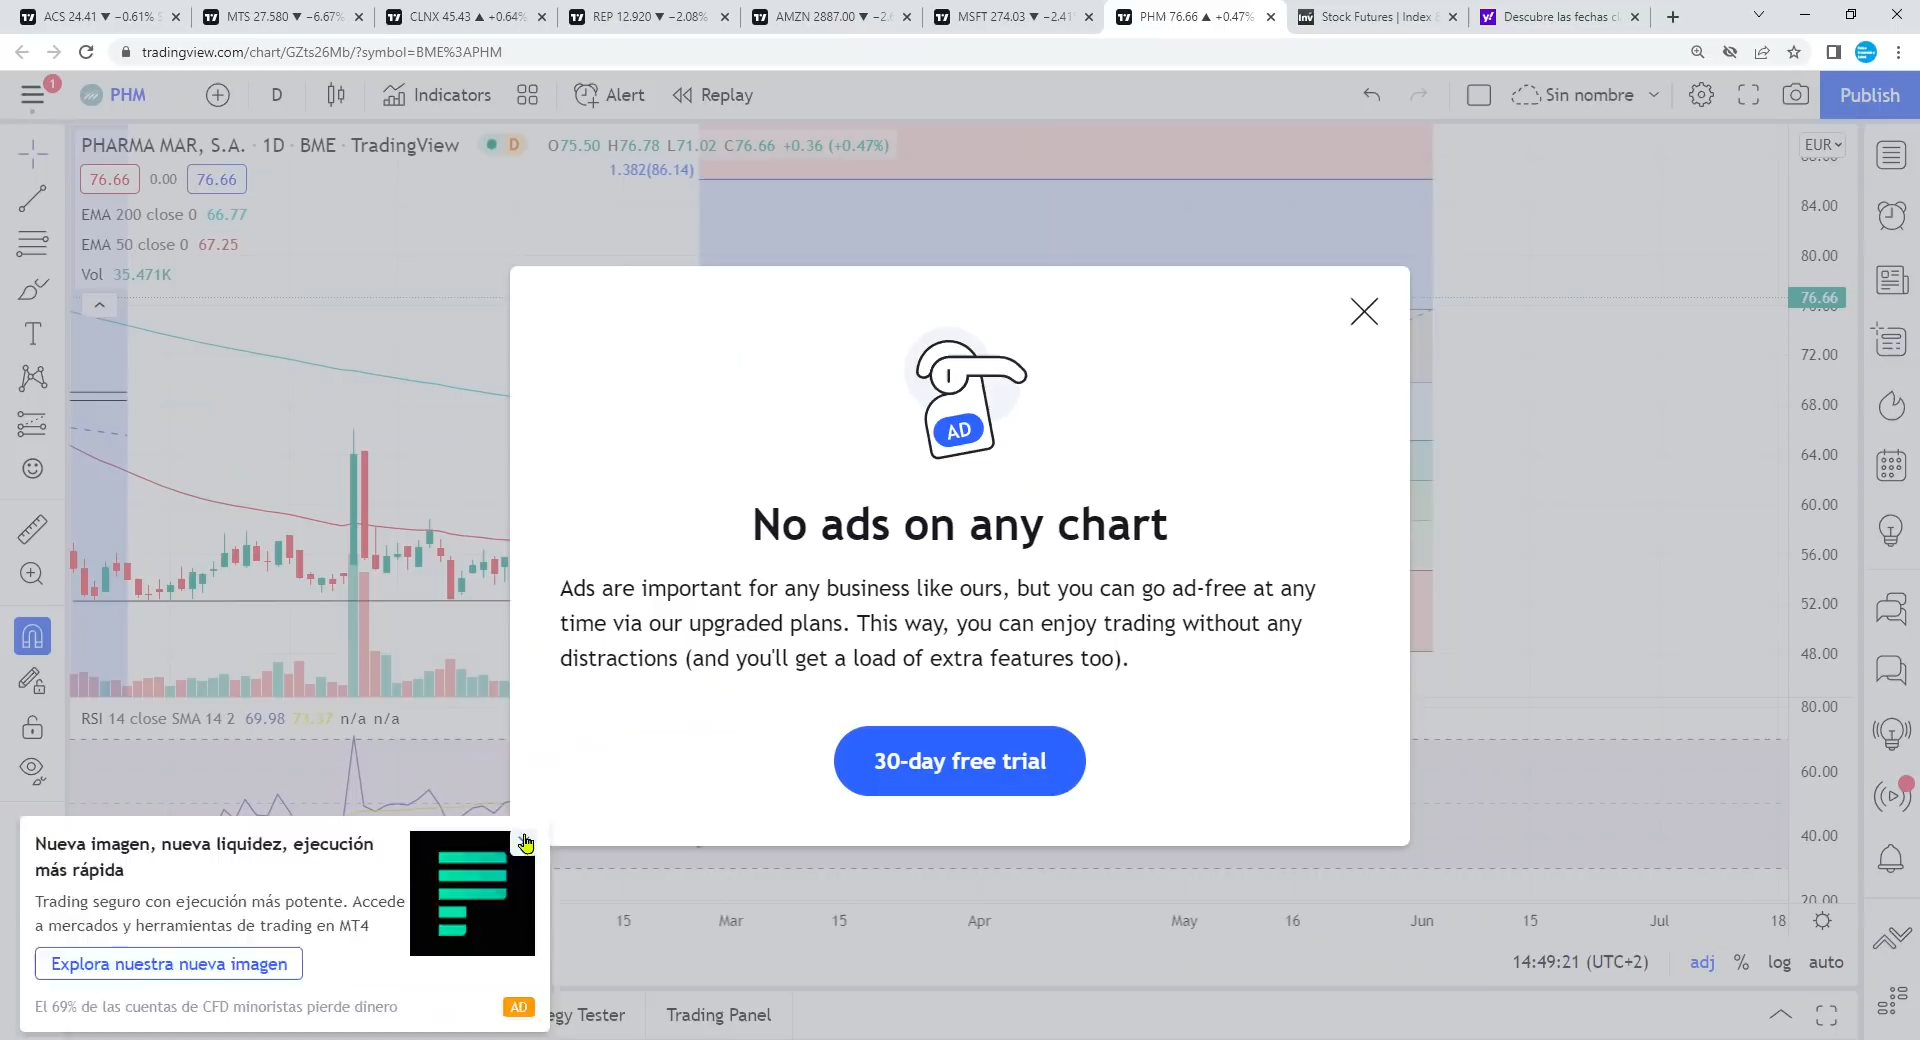 ACS 24.41 ▼ −0.61%
MTS 27.580 ▼ −6.67%
CLNX 45.43 ▲ +0.64%
REP 12.920 ▼ −2.08%
AMZN 2887.00 ▼
MSFT 274.03 ▼ −2.41
PHM 76.66 ▲ +0.47%
Stock Futures | Index
Descubre las fechas
tradingview.com/chart/GZts26Mb/?symbol=BME%3APHM
1
PHM
D
Indicators
Alert
Replay
Sin nombre
Publish
PHARMA MAR, S.A. · 1D · BME · TradingView
D
O75.50 H76.78 L71.02 C76.66 +0.36 (+0.47%)
EUR
1.382(86.14)
76.66 0.00 76.66
EMA 200 close 0 66.77
EMA 50 close 0 67.25
Vol 35.471K
84.00
80.00
76.66
72.00
68.00
64.00
60.00
56.00
52.00
48.00
AD
No ads on any chart
Ads are important for any business like ours, but you can go ad-free at any
time via our upgraded plans. This way, you can enjoy trading without any
distractions (and you'll get a load of extra features too).
30-day free trial
RSI 14 close SMA 14 2 69.98 73.37 n/a n/a
80.00
60.00
40.00
20.00
Nueva imagen, nueva liquidez, ejecución
más rápida
Trading seguro con ejecución más potente. Accede
a mercados y herramientas de trading en MT4
Explora nuestra nueva imagen
El 69% de las cuentas de CFD minoristas pierde dinero
AD
15 Mar 15 Apr May 16 Jun 15 Jul 18
14:49:21 (UTC+2) adj % log auto
egy Tester
Trading Panel